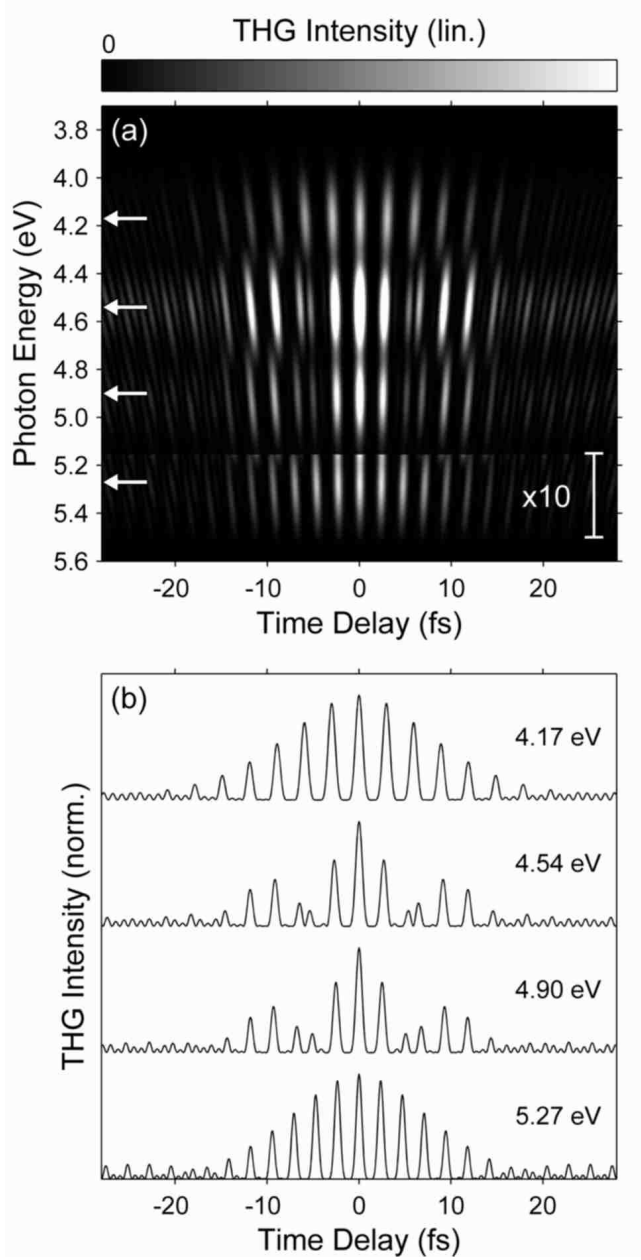 THG Intensity (lin.)
0
(a)
3.8
4.0
4.2
4.4
4.6
4.8
5.0
5.2
5.4
5.6
Photon Energy (eV)
x10
-20 -10 0 10 20
Time Delay (fs)
(b)
4.17 eV
4.54 eV
4.90 eV
5.27 eV
THG Intensity (norm.)
-20 -10 0 10 20
Time Delay (fs)